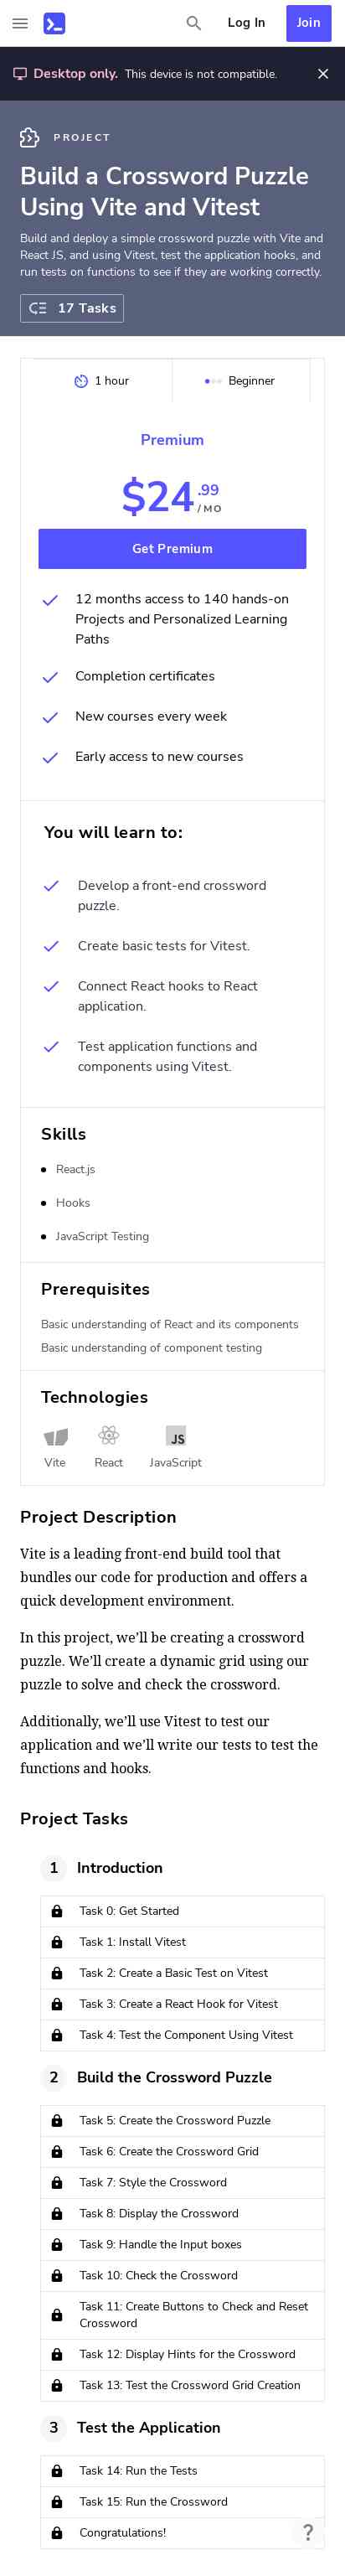 Log In
Join
Desktop only. This device is not compatible.
PROJECT
Build a Crossword Puzzle
Using Vite and Vitest
Build and deploy a simple crossword puzzle with Vite and
React JS, and using Vitest, test the application hooks, and
run tests on functions to see if they are working correctly.
17 Tasks
1 hour
Beginner
Premium
$24.99 / MO
Get Premium
12 months access to 140 hands-on
Projects and Personalized Learning
Paths
Completion certificates
New courses every week
Early access to new courses
You will learn to:
Develop a front-end crossword
puzzle.
Create basic tests for Vitest.
Connect React hooks to React
application.
Test application functions and
components using Vitest.
Skills
React.js
Hooks
JavaScript Testing
Prerequisites
Basic understanding of React and its components
Basic understanding of component testing
Technologies
JS
Vite
React
JavaScript
Project Description
Vite is a leading front-end build tool that
bundles our code for production and offers a
quick development environment.
In this project, we’ll be creating a crossword
puzzle. We’ll create a dynamic grid using our
puzzle to solve and check the crossword.
Additionally, we’ll use Vitest to test our
application and we’ll write our tests to test the
functions and hooks.
Project Tasks
1 Introduction
Task 0: Get Started
Task 1: Install Vitest
Task 2: Create a Basic Test on Vitest
Task 3: Create a React Hook for Vitest
Task 4: Test the Component Using Vitest
2 Build the Crossword Puzzle
Task 5: Create the Crossword Puzzle
Task 6: Create the Crossword Grid
Task 7: Style the Crossword
Task 8: Display the Crossword
Task 9: Handle the Input boxes
Task 10: Check the Crossword
Task 11: Create Buttons to Check and Reset
Crossword
Task 12: Display Hints for the Crossword
Task 13: Test the Crossword Grid Creation
3 Test the Application
Task 14: Run the Tests
Task 15: Run the Crossword
Congratulations!
?